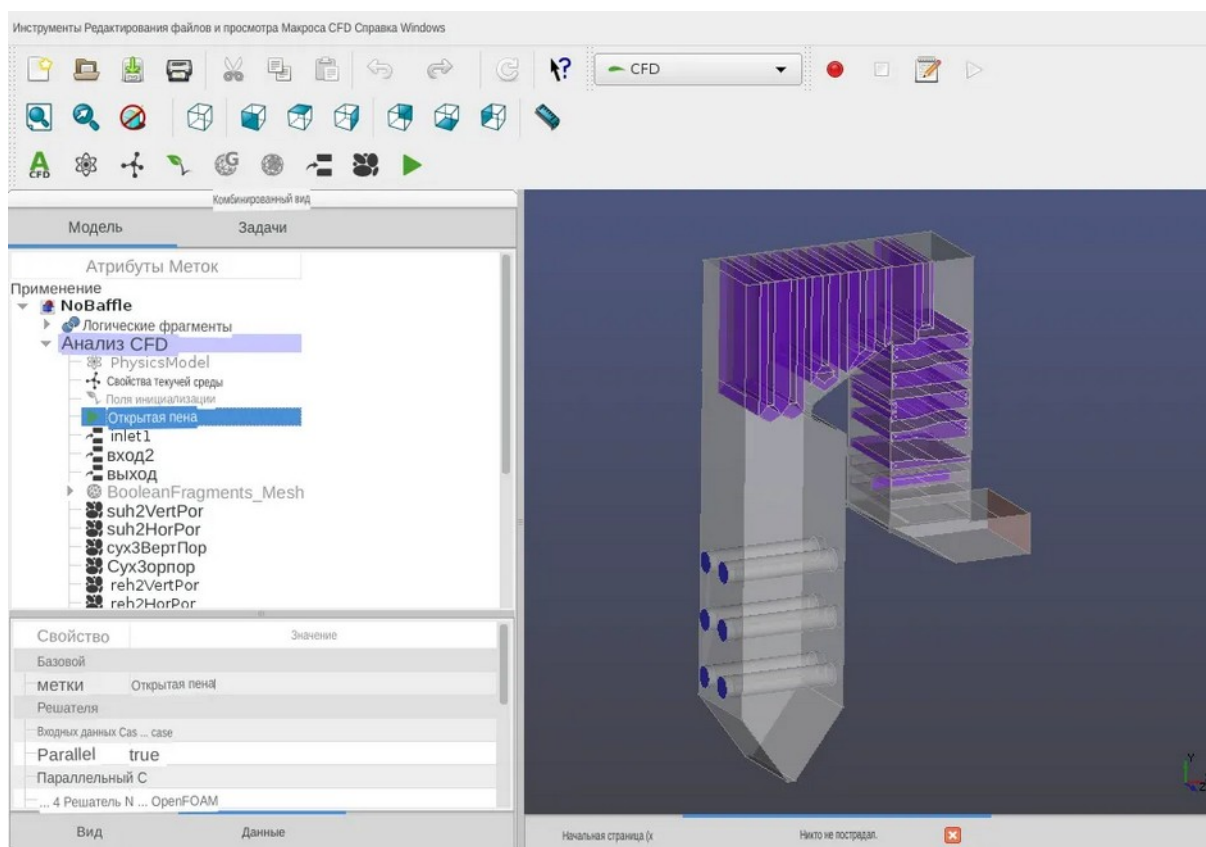 Инструменты Редактирования файлов и просмотра Макроса CFD Справка Windows
CFD
A
CFD
G
Комбинированный вид
Модель Задачи
Атрибуты Меток
Применение
NoBaffle
Логические фрагменты
Анализ CFD
PhysicsModel
Свойства текучей среды
Поля инициализации
Открытая пена
inlet1
вход2
выход
BooleanFragments_Mesh
suh2VertPor
suh2HorPor
сух3ВертПор
Сух3орпор
reh2VertPor
reh2HorPor
Свойство Значение
Базовой
метки Открытая пена
Решателя
Входных данных Cas ... case
Parallel true
Параллельный C
... 4 Решатель N ... OpenFOAM
Вид Данные
Y
Z
Начальная страница (x Никто не пострадал.